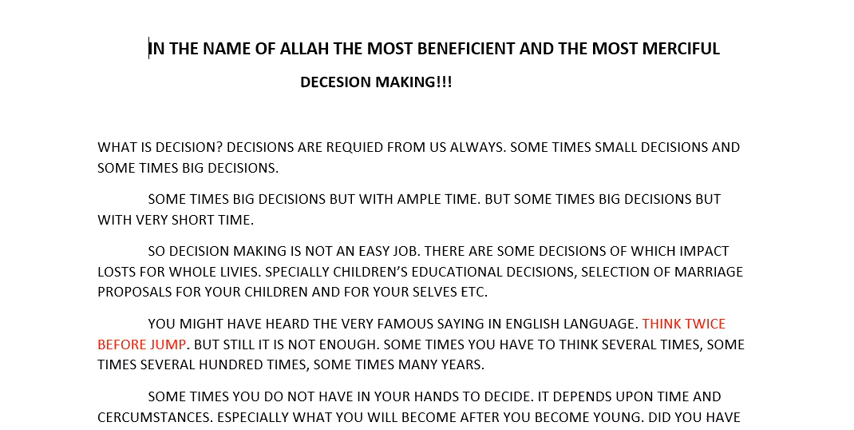 IN THE NAME OF ALLAH THE MOST BENEFICIENT AND THE MOST MERCIFUL
DECESION MAKING!!!
WHAT IS DECISION? DECISIONS ARE REQUIED FROM US ALWAYS. SOME TIMES SMALL DECISIONS AND
SOME TIMES BIG DECISIONS.
SOME TIMES BIG DECISIONS BUT WITH AMPLE TIME. BUT SOME TIMES BIG DECISIONS BUT
WITH VERY SHORT TIME.
SO DECISION MAKING IS NOT AN EASY JOB. THERE ARE SOME DECISIONS OF WHICH IMPACT
LOSTS FOR WHOLE LIVIES. SPECIALLY CHILDREN’S EDUCATIONAL DECISIONS, SELECTION OF MARRIAGE
PROPOSALS FOR YOUR CHILDREN AND FOR YOUR SELVES ETC.
YOU MIGHT HAVE HEARD THE VERY FAMOUS SAYING IN ENGLISH LANGUAGE. THINK TWICE
BEFORE JUMP. BUT STILL IT IS NOT ENOUGH. SOME TIMES YOU HAVE TO THINK SEVERAL TIMES, SOME
TIMES SEVERAL HUNDRED TIMES, SOME TIMES MANY YEARS.
SOME TIMES YOU DO NOT HAVE IN YOUR HANDS TO DECIDE. IT DEPENDS UPON TIME AND
CERCUMSTANCES. ESPECIALLY WHAT YOU WILL BECOME AFTER YOU BECOME YOUNG. DID YOU HAVE